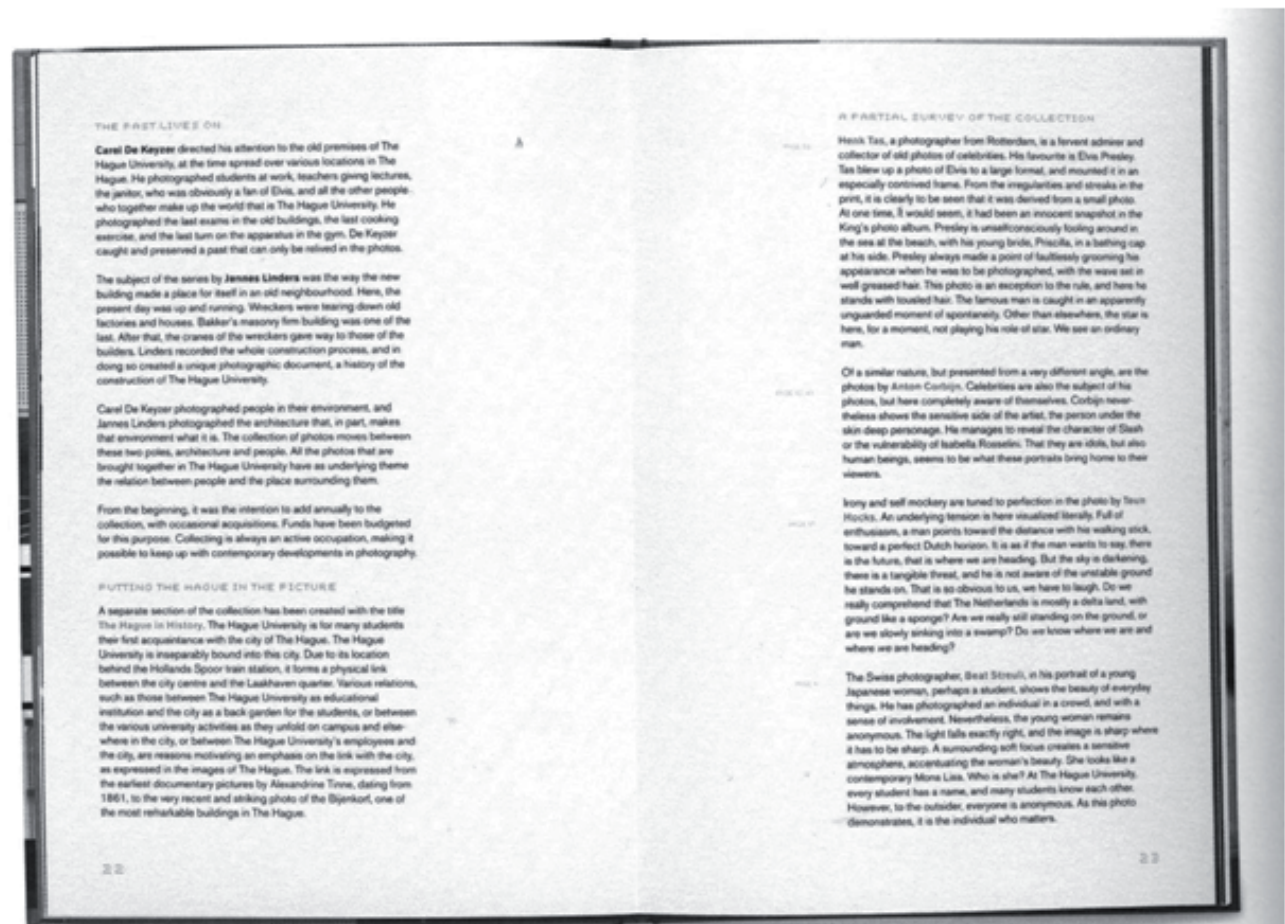 THE PAST LIVES ON
Carel De Keyzer directed his attention to the old premises of The
Hague University, at the time spread over various locations in The
Hague. He photographed students at work, teachers giving lectures,
the janitor, who was obviously a fan of Elvis, and all the other people
who together make up the world that is The Hague University. He
photographed the last exams in the old buildings, the last cooking
exercise, and the last turn on the apparatus in the gym. De Keyzer
caught and preserved a past that can only be relived in the photos.
The subject of the series by Jannes Linders was the way the new
building made a place for itself in an old neighbourhood. Here, the
present day was up and running. Wreckers were tearing down old
factories and houses. Bakker's masonry firm building was one of the
last. After that, the cranes of the wreckers gave way to those of the
builders. Linders recorded the whole construction process, and in
doing so created a unique photographic document, a history of the
construction of The Hague University.
Carel De Keyzer photographed people in their environment, and
Jannes Linders photographed the architecture that, in part, makes
that environment what it is. The collection of photos moves between
these two poles, architecture and people. All the photos that are
brought together in The Hague University have as underlying theme
the relation between people and the place surrounding them.
From the beginning, it was the intention to add annually to the
collection, with occasional acquisitions. Funds have been budgeted
for this purpose. Collecting is always an active occupation, making it
possible to keep up with contemporary developments in photography.
PUTTING THE HAGUE IN THE PICTURE
A separate section of the collection has been created with the title
The Hague in History. The Hague University is for many students
their first acquaintance with the city of The Hague. The Hague
University is inseparably bound into this city. Due to its location
behind the Hollands Spoor train station, it forms a physical link
between the city centre and the Laakhaven quarter. Various relations,
such as those between The Hague University as educational
institution and the city as a back garden for the students, or between
the various university activities as they unfold on campus and else-
where in the city, or between The Hague University's employees and
the city, are reasons motivating an emphasis on the link with the city,
as expressed in the images of The Hague. The link is expressed from
the earliest documentary pictures by Alexandrine Tinne, dating from
1861, to the very recent and striking photo of the Bijenkorf, one of
the most remarkable buildings in The Hague.
22
A PARTIAL SURVEY OF THE COLLECTION
Henk Tas, a photographer from Rotterdam, is a fervent admirer and
collector of old photos of celebrities. His favourite is Elvis Presley.
Tas blew up a photo of Elvis to a large format, and mounted it in an
especially contrived frame. From the irregularities and streaks in the
print, it is clearly to be seen that it was derived from a small photo.
At one time, it would seem, it had been an innocent snapshot in the
King's photo album. Presley is unselfconsciously fooling around in
the sea at the beach, with his young bride, Priscilla, in a bathing cap
at his side. Presley always made a point of faultlessly grooming his
appearance when he was to be photographed, with the wave set in
well greased hair. This photo is an exception to the rule, and here he
stands with tousled hair. The famous man is caught in an apparently
unguarded moment of spontaneity. Other than elsewhere, the star is
here, for a moment, not playing his role of star. We see an ordinary
man.
Of a similar nature, but presented from a very different angle, are the
photos by Anton Corbijn. Celebrities are also the subject of his
photos, but here completely aware of themselves. Corbijn never-
theless shows the sensitive side of the artist, the person under the
skin deep personage. He manages to reveal the character of Slash
or the vulnerability of Isabella Rosselini. That they are idols, but also
human beings, seems to be what these portraits bring home to their
viewers.
Irony and self mockery are tuned to perfection in the photo by Teun
Hocks. An underlying tension is here visualized literally. Full of
enthusiasm, a man points toward the distance with his walking stick,
toward a perfect Dutch horizon. It is as if the man wants to say, there
is the future, that is where we are heading. But the sky is darkening,
there is a tangible threat, and he is not aware of the unstable ground
he stands on. That is so obvious to us, we have to laugh. Do we
really comprehend that The Netherlands is mostly a delta land, with
ground like a sponge? Are we really still standing on the ground, or
are we slowly sinking into a swamp? Do we know where we are and
where we are heading?
The Swiss photographer, Beat Streuli, in his portrait of a young
Japanese woman, perhaps a student, shows the beauty of everyday
things. He has photographed an individual in a crowd, and with a
sense of involvement. Nevertheless, the young woman remains
anonymous. The light falls exactly right, and the image is sharp where
it has to be sharp. A surrounding soft focus creates a sensitive
atmosphere, accentuating the woman's beauty. She looks like a
contemporary Mona Lisa. Who is she? At The Hague University,
every student has a name, and many students know each other.
However, to the outsider, everyone is anonymous. As this photo
demonstrates, it is the individual who matters.
23